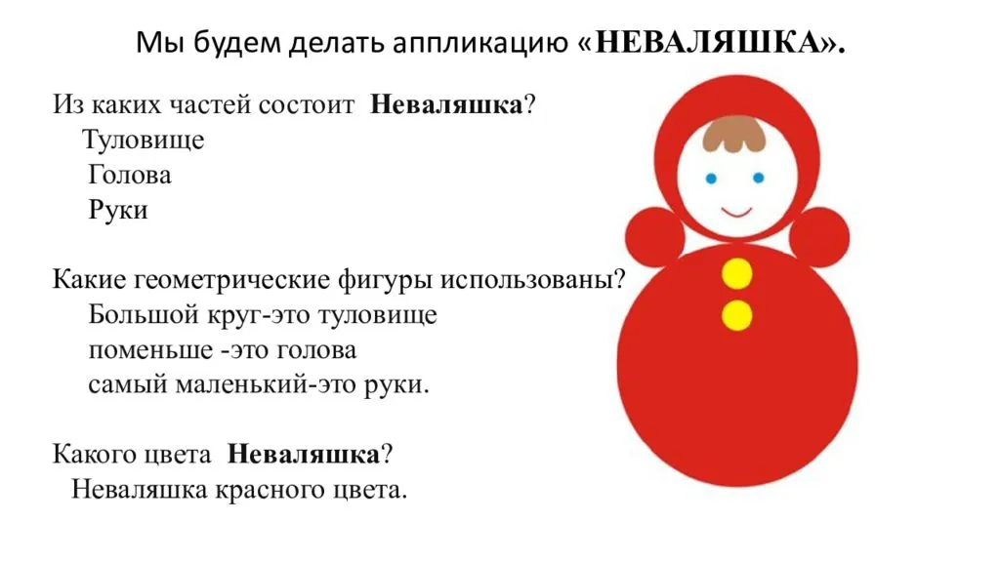 Мы будем делать аппликацию «НЕВАЛЯШКА».
Из каких частей состоит Неваляшка?
Туловище
Голова
Руки
Какие геометрические фигуры использованы?
Большой круг-это туловище
поменьше -это голова
самый маленький-это руки.
Какого цвета Неваляшка?
Неваляшка красного цвета.